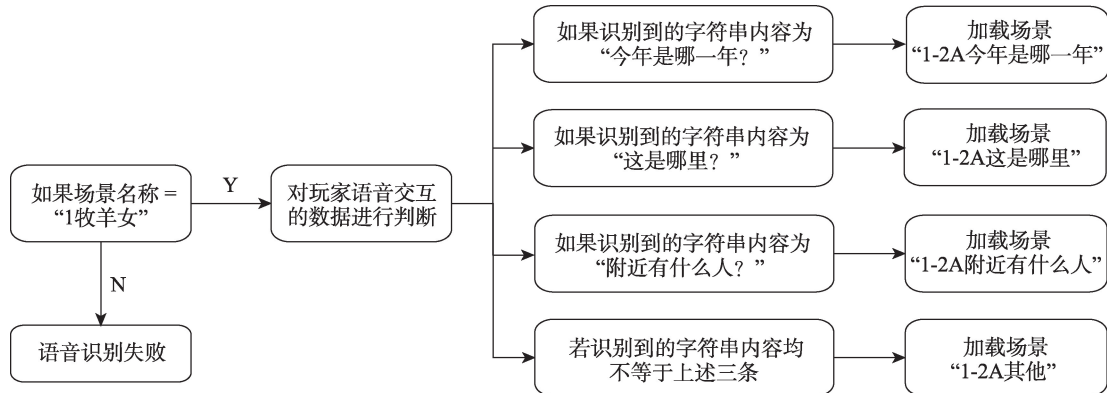 如果场景名称 =
“1牧羊女”
Y
N
语音识别失败
对玩家语音交互
的数据进行判断
如果识别到的字符串内容为
“今年是哪一年？”
加载场景
“1-2A今年是哪一年”
如果识别到的字符串内容为
“这是哪里？”
加载场景
“1-2A这是哪里”
如果识别到的字符串内容为
“附近有什么人？”
加载场景
“1-2A附近有什么人”
若识别到的字符串内容均
不等于上述三条
加载场景
“1-2A其他”